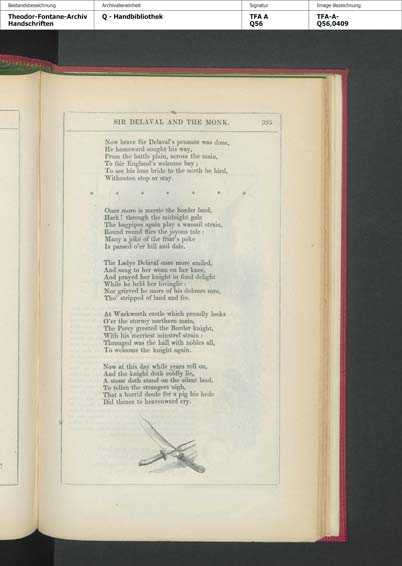 Bestandsbezeichnung Archivalieneinheit Signatur Image-Bezeichnung
Theodor-Fontane-Archiv Q - Handbibliothek TFA A TFA-A-
Handschriften Q56 Q56,0409
SIR DELAVAL AND THE MONK. 395
Now brave Sir Delaval's penance was done,
He homeward sought his way,
From the battle plain, across the main,
To fair England's welcome bay;
To see his lone bride to the north he hied,
Withouten stop or stay.
* * * * * * *
Once more is merrie the border land,
Hark! through the midnight gale
The bagpipes again play a wassail strain,
Round round flies the joyous tale:
Many a joke of the friar's poke
Is passed o'er hill and dale.
The Ladye Delaval once more smiled,
And sung to her wean on her knee,
And prayed her knight in fond delight
While he held her lovinglie:
Nor grieved he more of his dolours sore,
Tho' stripped of land and fee.
At Warkworth castle which proudly looks
O'er the stormy northern main,
The Percy greeted the Border knight,
With his merriest minstrel strain:
Thronged was the hall with nobles all,
To welcome the knight again.
Now at this day while years roll on,
And the knight doth coldly lie,
A stone doth stand on the silent land,
To tellen the strangers nigh,
That a horrid deede for a pig his hede
Did thence to heavenward cry.